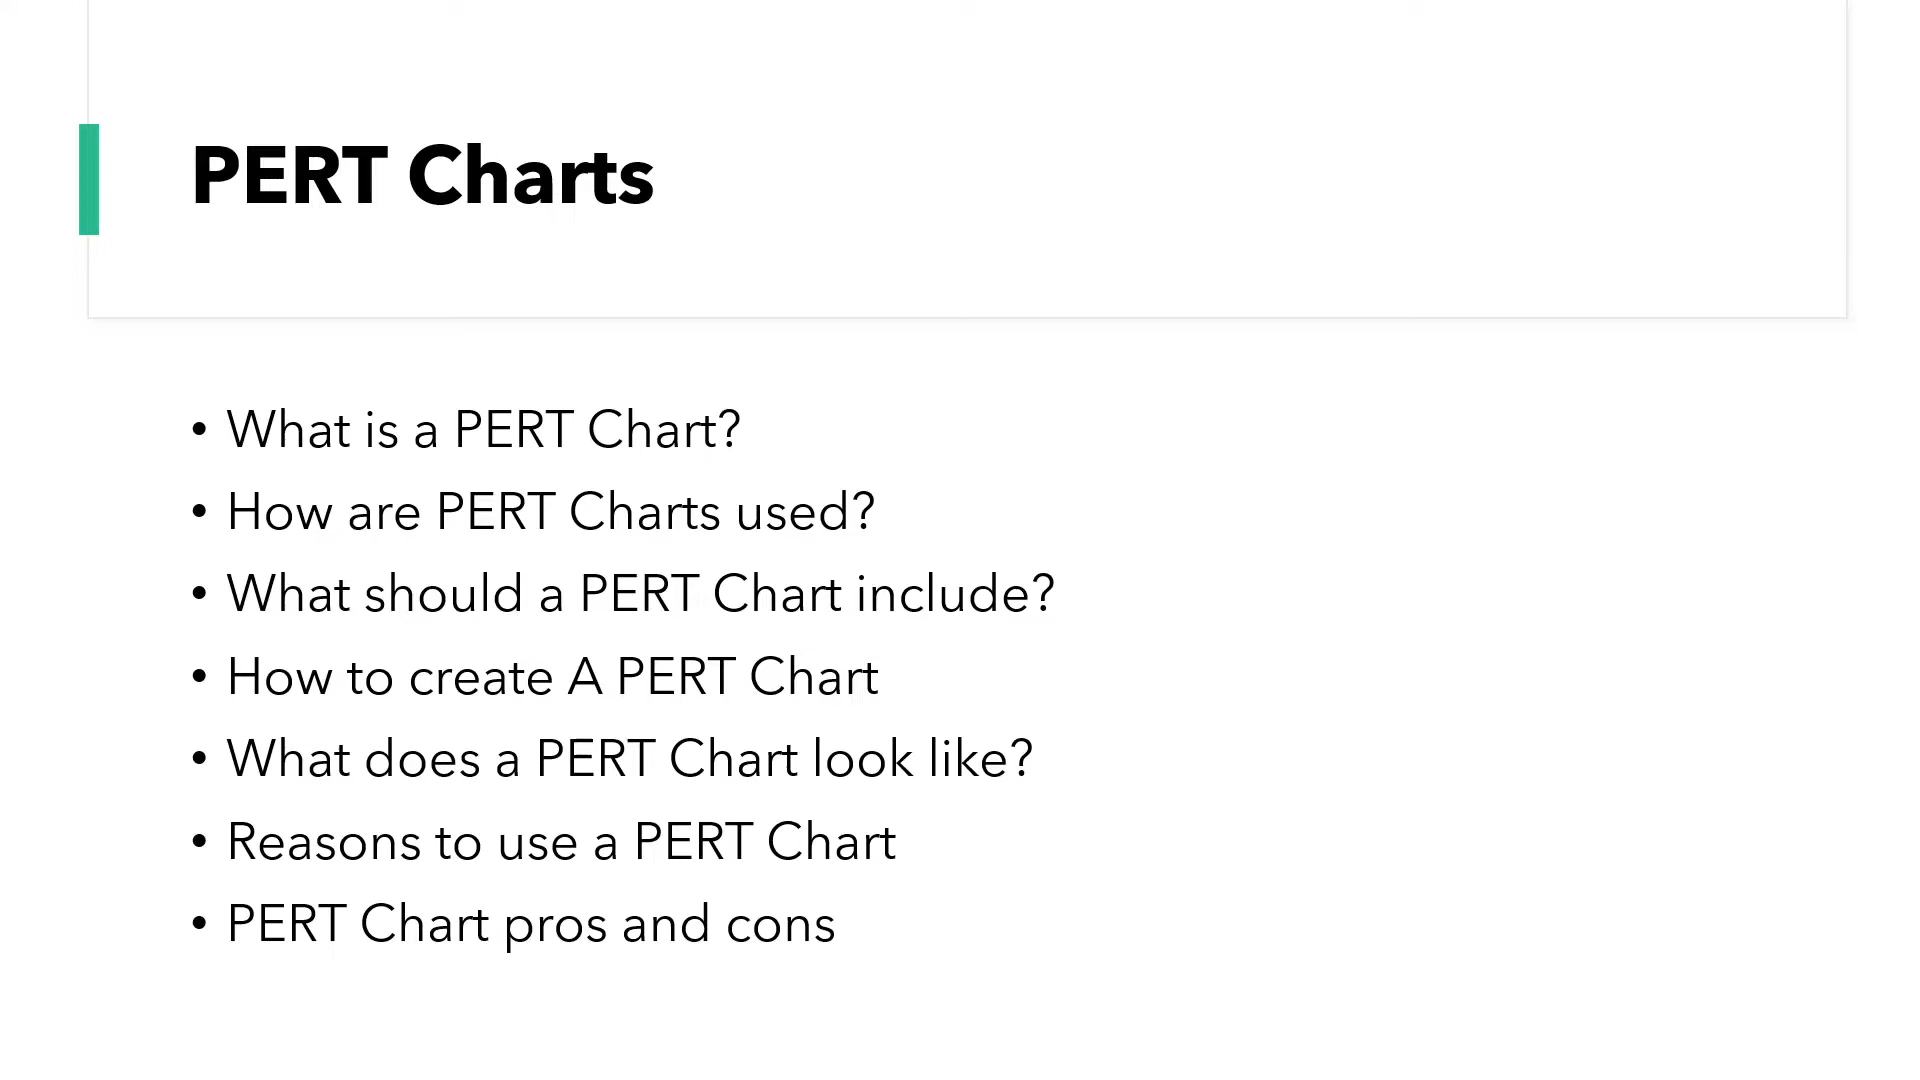 PERT Charts
• What is a PERT Chart?
• How are PERT Charts used?
• What should a PERT Chart include?
• How to create A PERT Chart
• What does a PERT Chart look like?
• Reasons to use a PERT Chart
• PERT Chart pros and cons